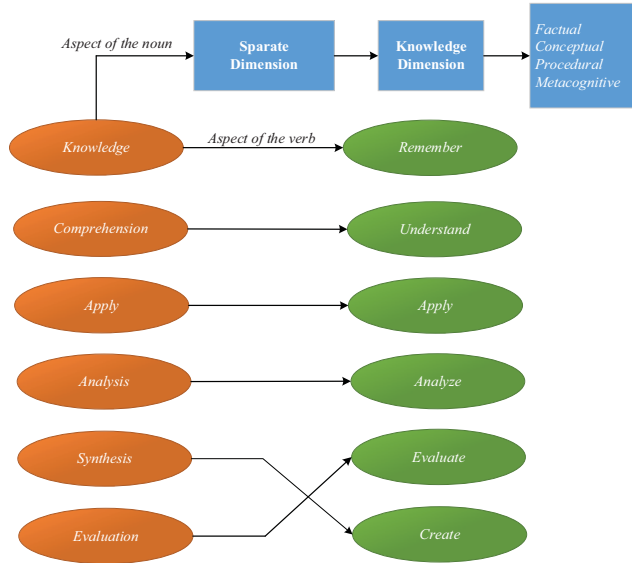 Aspect of the noun
Sparate
Dimension
Knowledge
Dimension
Factual
Conceptual
Procedural
Metacognitive
Knowledge
Aspect of the verb
Remember
Comprehension
Understand
Apply
Apply
Analysis
Analyze
Synthesis
Evaluate
Evaluation
Create